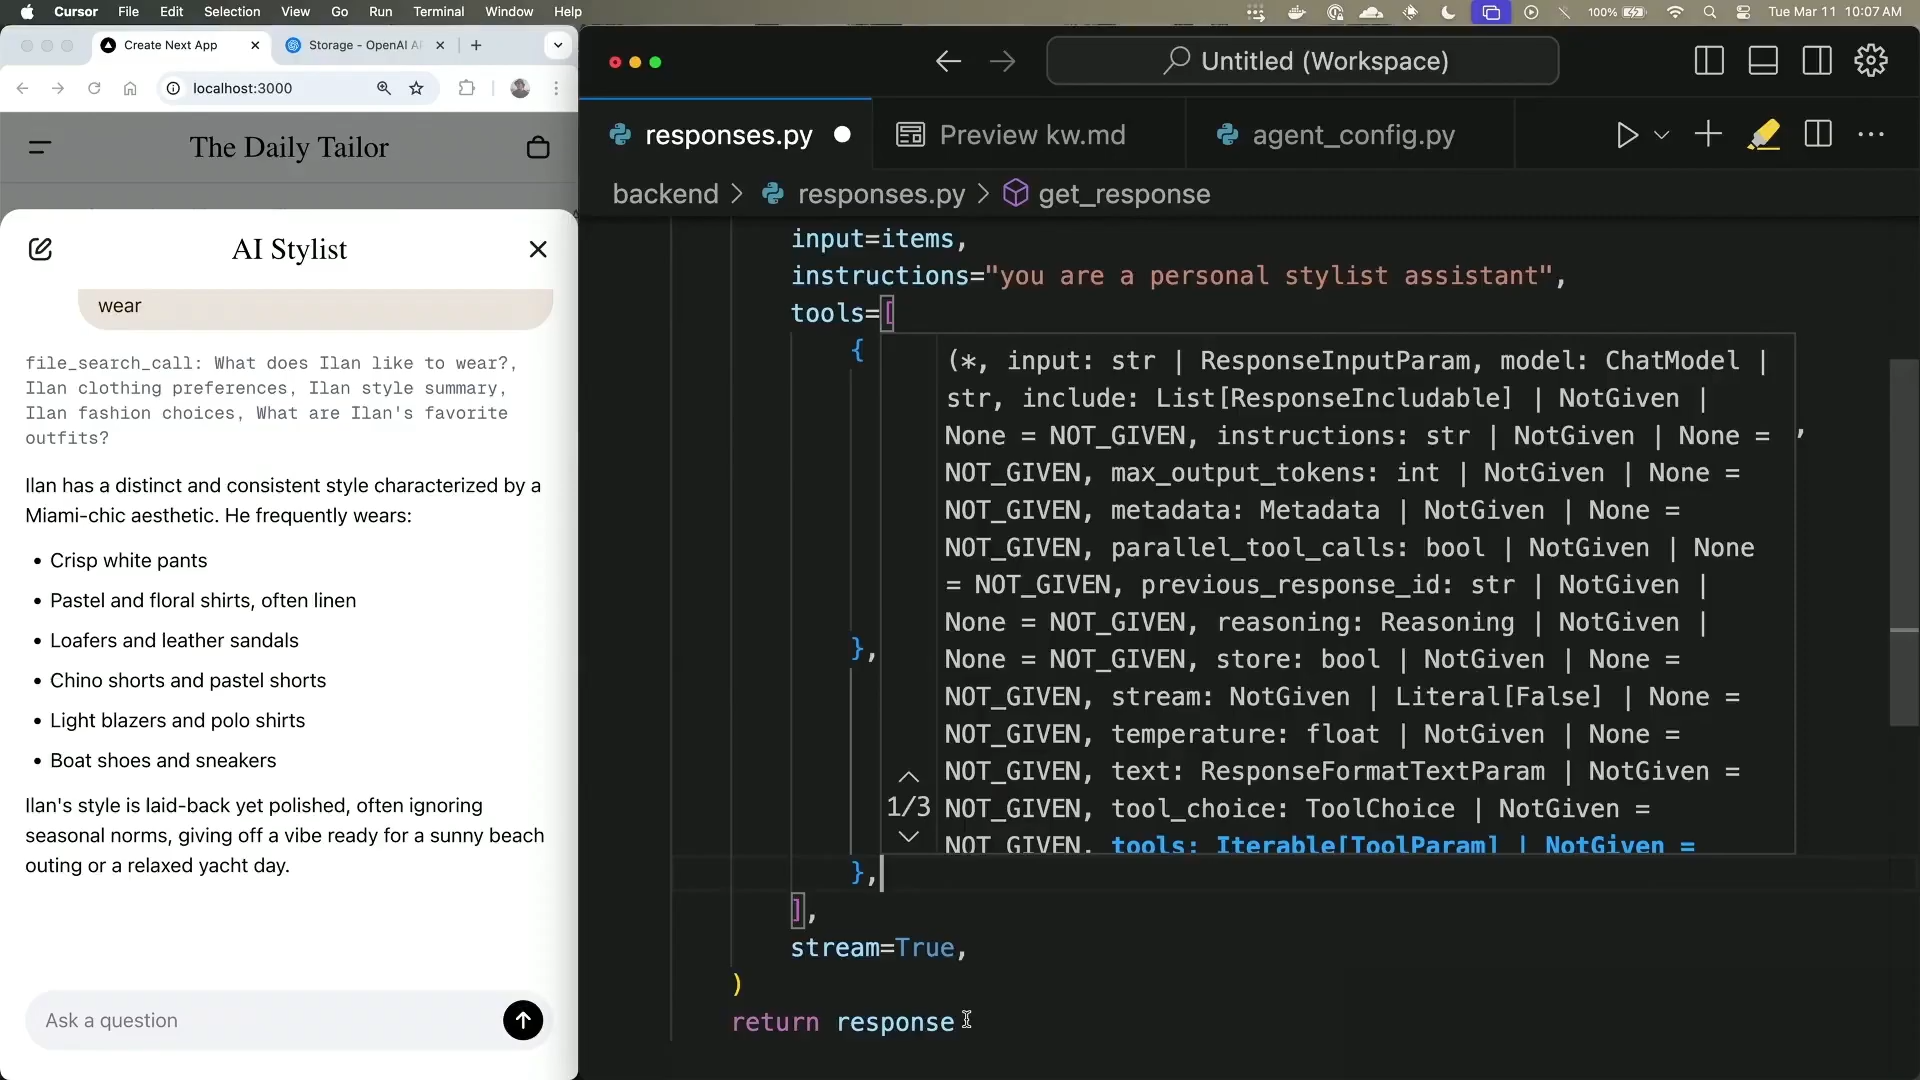 Cursor File Edit Selection View Go Run Terminal Window Help
100% Tue Mar 11 10:07 AM
Create Next App
Storage - OpenAI AI
localhost:3000
The Daily Tailor
AI Stylist
wear
file_search_call: What does Ilan like to wear?,
Ilan clothing preferences, Ilan style summary,
Ilan fashion choices, What are Ilan's favorite
outfits?
Ilan has a distinct and consistent style characterized by a
Miami-chic aesthetic. He frequently wears:
• Crisp white pants
• Pastel and floral shirts, often linen
• Loafers and leather sandals
• Chino shorts and pastel shorts
• Light blazers and polo shirts
• Boat shoes and sneakers
Ilan's style is laid-back yet polished, often ignoring
seasonal norms, giving off a vibe ready for a sunny beach
outing or a relaxed yacht day.
Ask a question
Untitled (Workspace)
responses.py
Preview kw.md
agent_config.py
backend > responses.py > get_response
input=items,
instructions="you are a personal stylist assistant",
tools=[
{
(*, input: str | ResponseInputParam, model: ChatModel |
str, include: List[ResponseIncludable] | NotGiven |
None = NOT_GIVEN, instructions: str | NotGiven | None = ,
NOT_GIVEN, max_output_tokens: int | NotGiven | None =
NOT_GIVEN, metadata: Metadata | NotGiven | None =
NOT_GIVEN, parallel_tool_calls: bool | NotGiven | None
= NOT_GIVEN, previous_response_id: str | NotGiven |
None = NOT_GIVEN, reasoning: Reasoning | NotGiven |
None = NOT_GIVEN, store: bool | NotGiven | None =
NOT_GIVEN, stream: NotGiven | Literal[False] | None =
NOT_GIVEN, temperature: float | NotGiven | None =
NOT_GIVEN, text: ResponseFormatTextParam | NotGiven =
NOT_GIVEN, tool_choice: ToolChoice | NotGiven =
NOT_GIVEN, tools: Iterable[ToolParam] | NotGiven =
1/3
},
},
],
stream=True,
)
return response